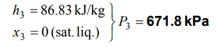 h₃ = 86.83 kJ/kg
x₃ = 0 (sat. liq.)
} P₃ = 671.8 kPa